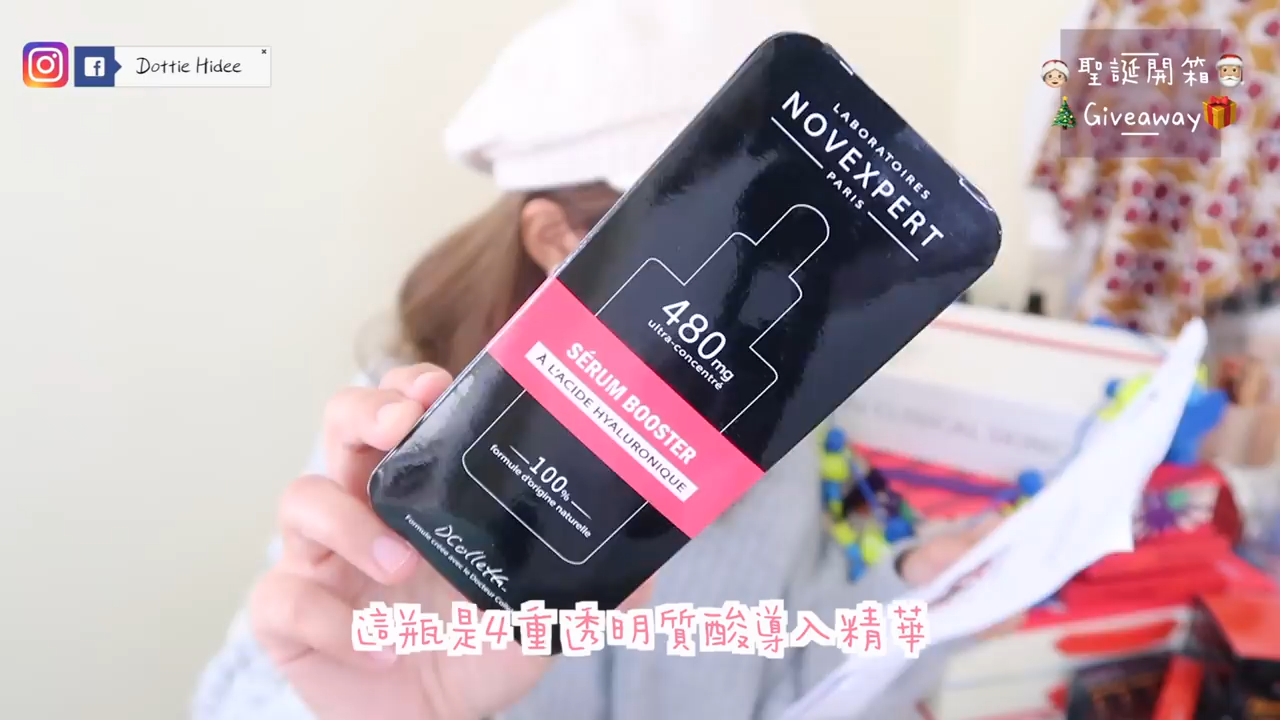 Dottie Hidee
聖誕開箱
Giveaway
LABORATOIRES
NOVEXPERT
PARIS
480mg
ultra-concentré
SÉRUM BOOSTER
À L'ACIDE HYALURONIQUE
100%
formule d'origine naturelle
DColletta
Formule créée avec le Docteur
這瓶是4重透明質酸導入精華